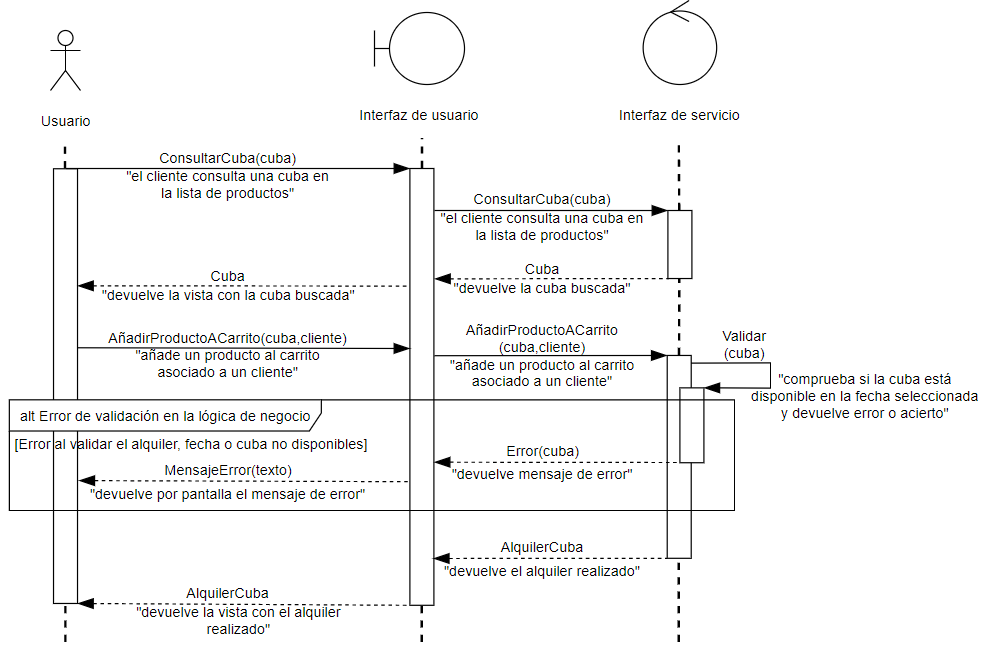 Usuario
Interfaz de usuario
Interfaz de servicio
ConsultarCuba(cuba)
"el cliente consulta una cuba en
la lista de productos"
ConsultarCuba(cuba)
"el cliente consulta una cuba en
la lista de productos"
Cuba
"devuelve la cuba buscada"
Cuba
"devuelve la vista con la cuba buscada"
AñadirProductoACarrito(cuba,cliente)
"añade un producto al carrito
asociado a un cliente"
AñadirProductoACarrito
(cuba,cliente)
"añade un producto al carrito
asociado a un cliente"
Validar
(cuba)
"comprueba si la cuba está
disponible en la fecha seleccionada
y devuelve error o acierto"
alt Error de validación en la lógica de negocio
[Error al validar el alquiler, fecha o cuba no disponibles]
Error(cuba)
"devuelve mensaje de error"
MensajeError(texto)
"devuelve por pantalla el mensaje de error"
AlquilerCuba
"devuelve el alquiler realizado"
AlquilerCuba
"devuelve la vista con el alquiler
realizado"